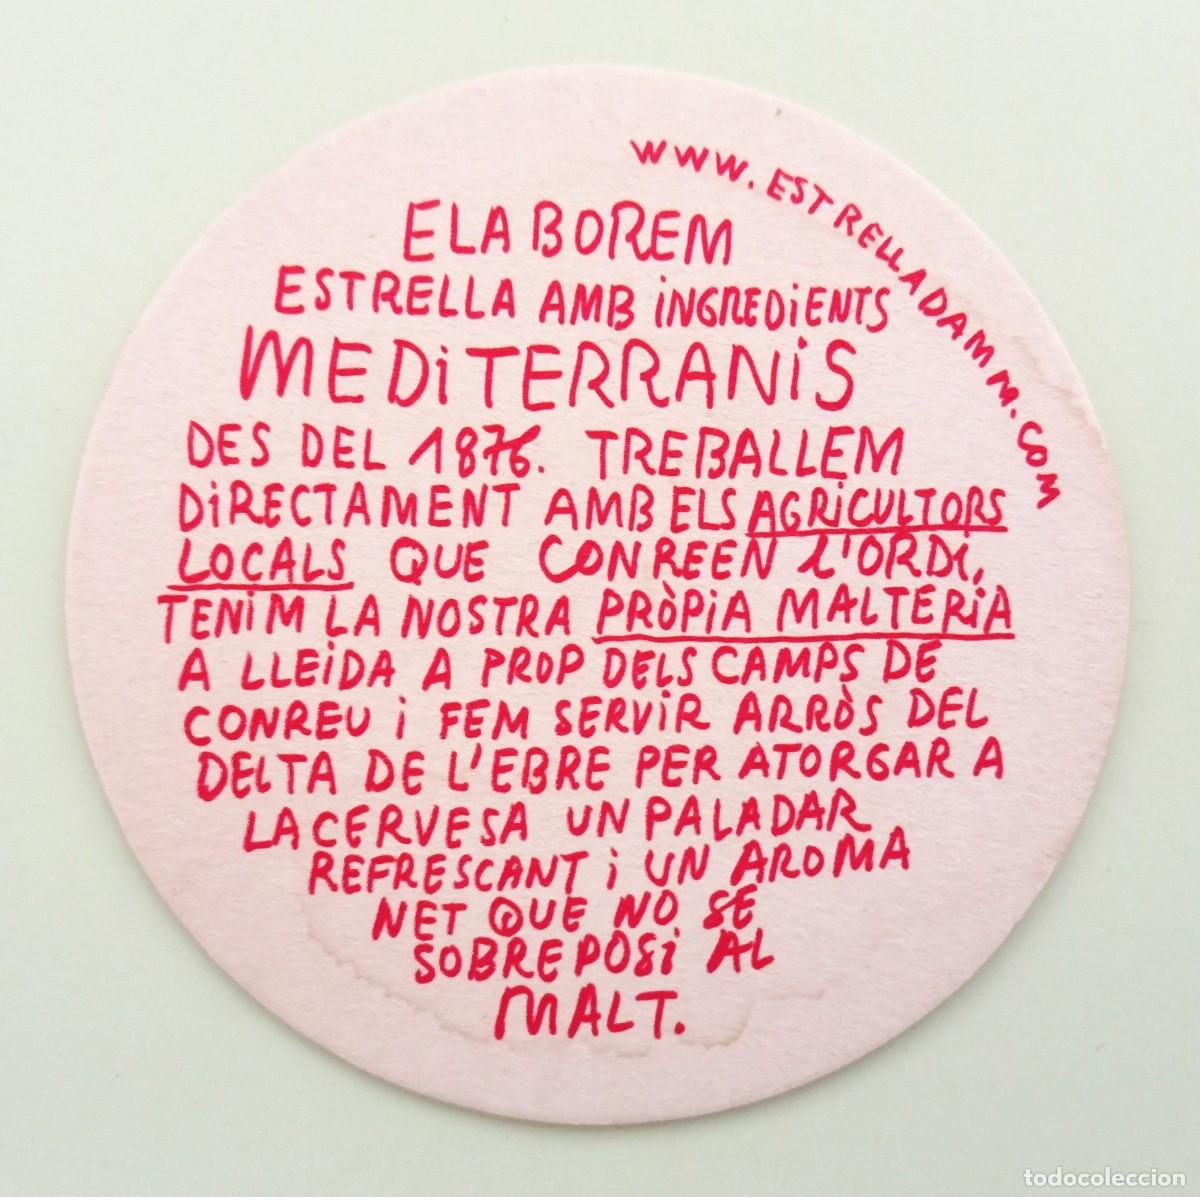 WWW.ESTRELLADAMM.COM
ELABOREM
ESTRELLA AMB iNGREDiENTS
MEDiTERRANiS
DES DEL 1876. TREBALLEM
DiRECTAMENT AMB ELS AGRiCULTORS
LOCALS QUE CONREEN L'ORDi,
TENiM LA NOSTRA PRÒPiA MALTERiA
A LLEiDA A PROP DELS CAMPS DE
CONREU i FEM SERViR ARRÒS DEL
DELTA DE L'EBRE PER ATORGAR A
LA CERVESA UN PALADAR
REFRESCANT i UN AROMA
NET QUE NO SE
SOBREPOSi AL
MALT.
todocoleccion